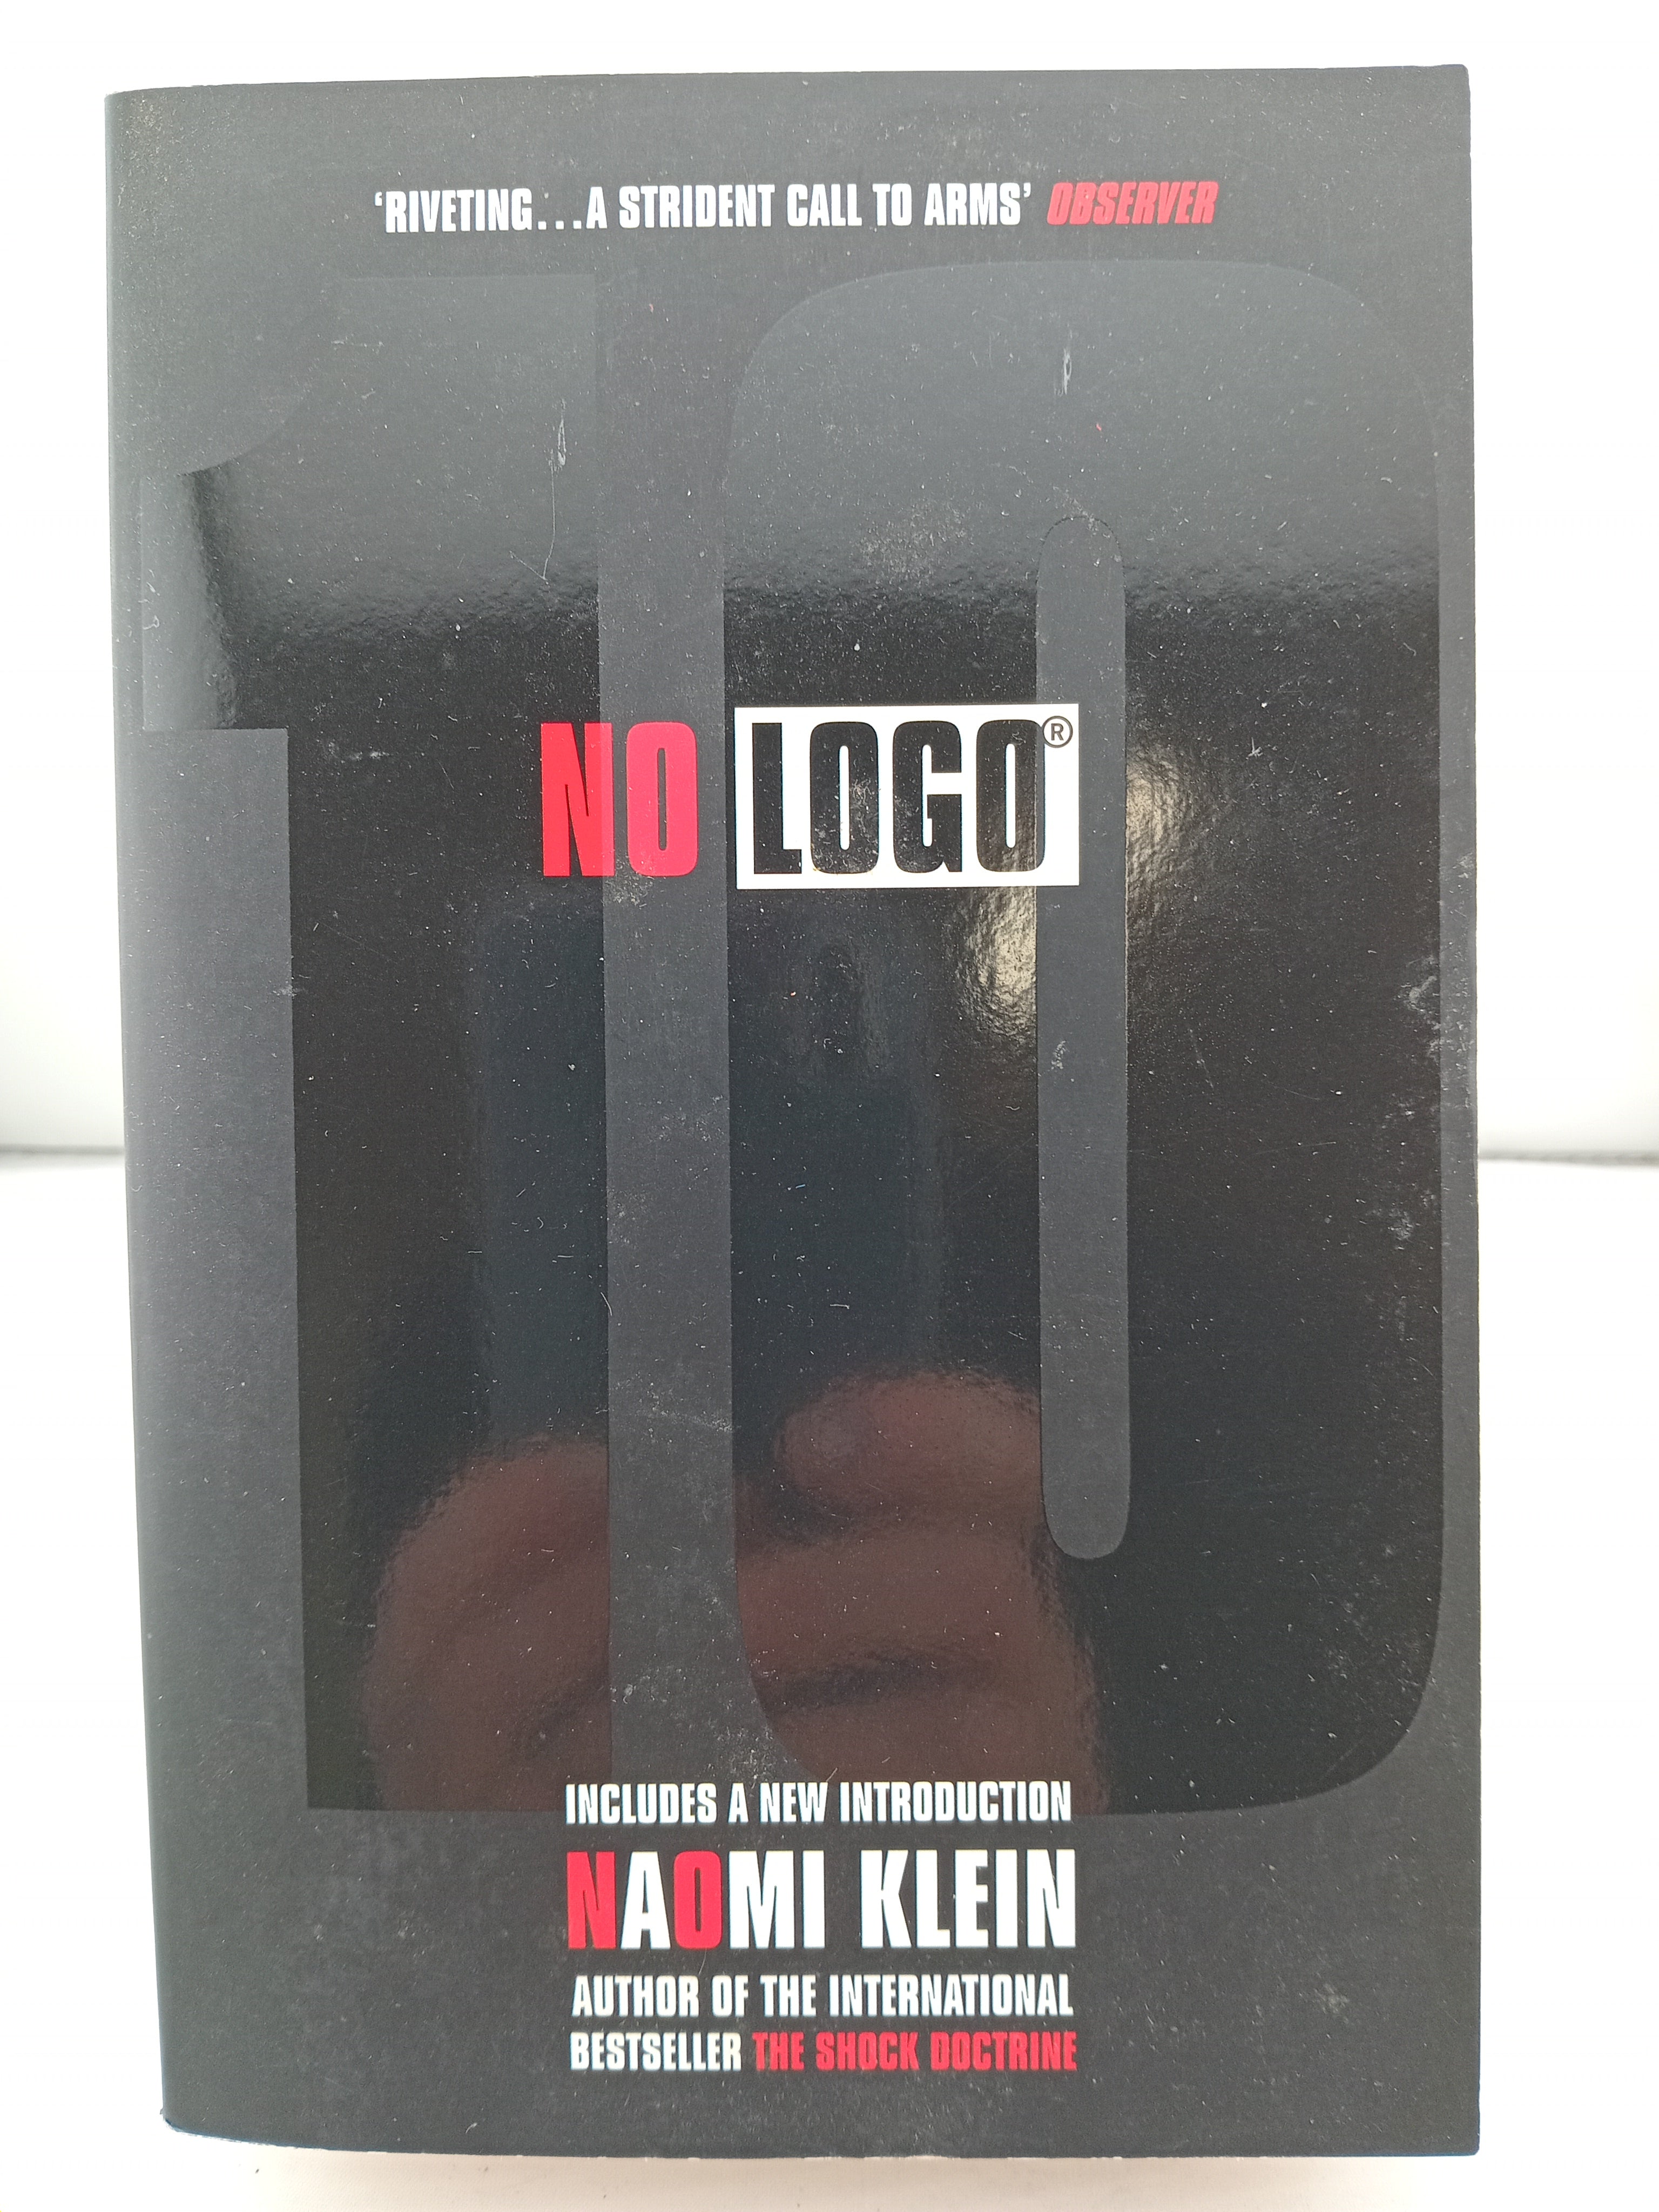 ‘RIVETING...A STRIDENT CALL TO ARMS’ OBSERVER
10
NO LOGO®
INCLUDES A NEW INTRODUCTION
NAOMI KLEIN
AUTHOR OF THE INTERNATIONAL
BESTSELLER THE SHOCK DOCTRINE